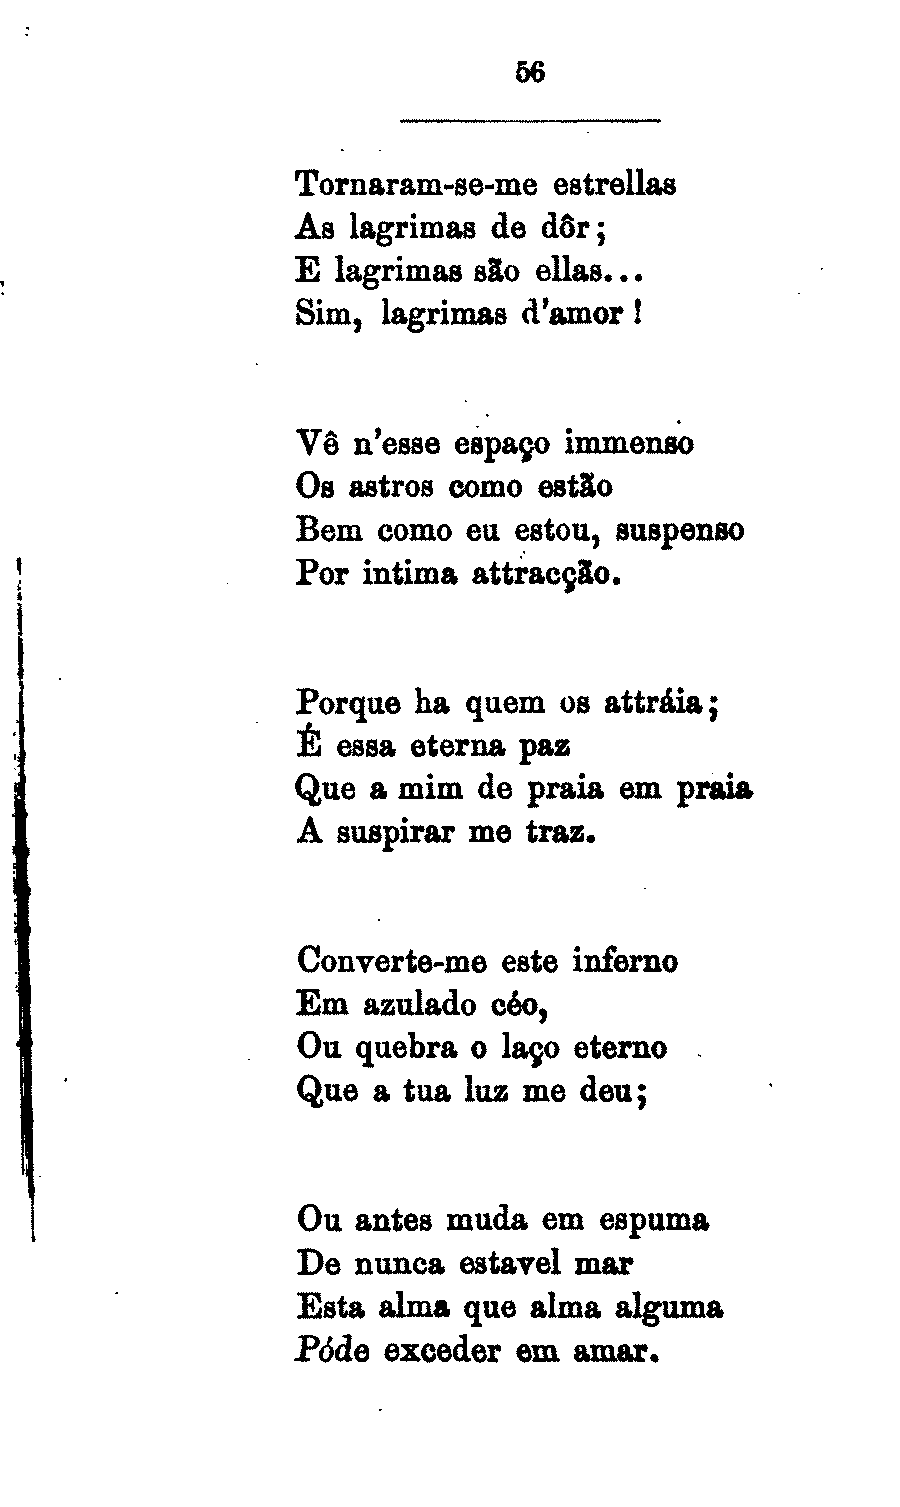 56
Tornaram-se-me estrellas
As lagrimas de dôr;
E lagrimas são ellas...
Sim, lagrimas d'amor!
Vê n'esse espaço immenso
Os astros como estão
Bem como eu estou, suspenso
Por intima attracção.
Porque ha quem os attráia;
É essa eterna paz
Que a mim de praia em praia
A suspirar me traz.
Converte-me este inferno
Em azulado céo,
Ou quebra o laço eterno
Que a tua luz me deu;
Ou antes muda em espuma
De nunca estavel mar
Esta alma que alma alguma
Póde exceder em amar.